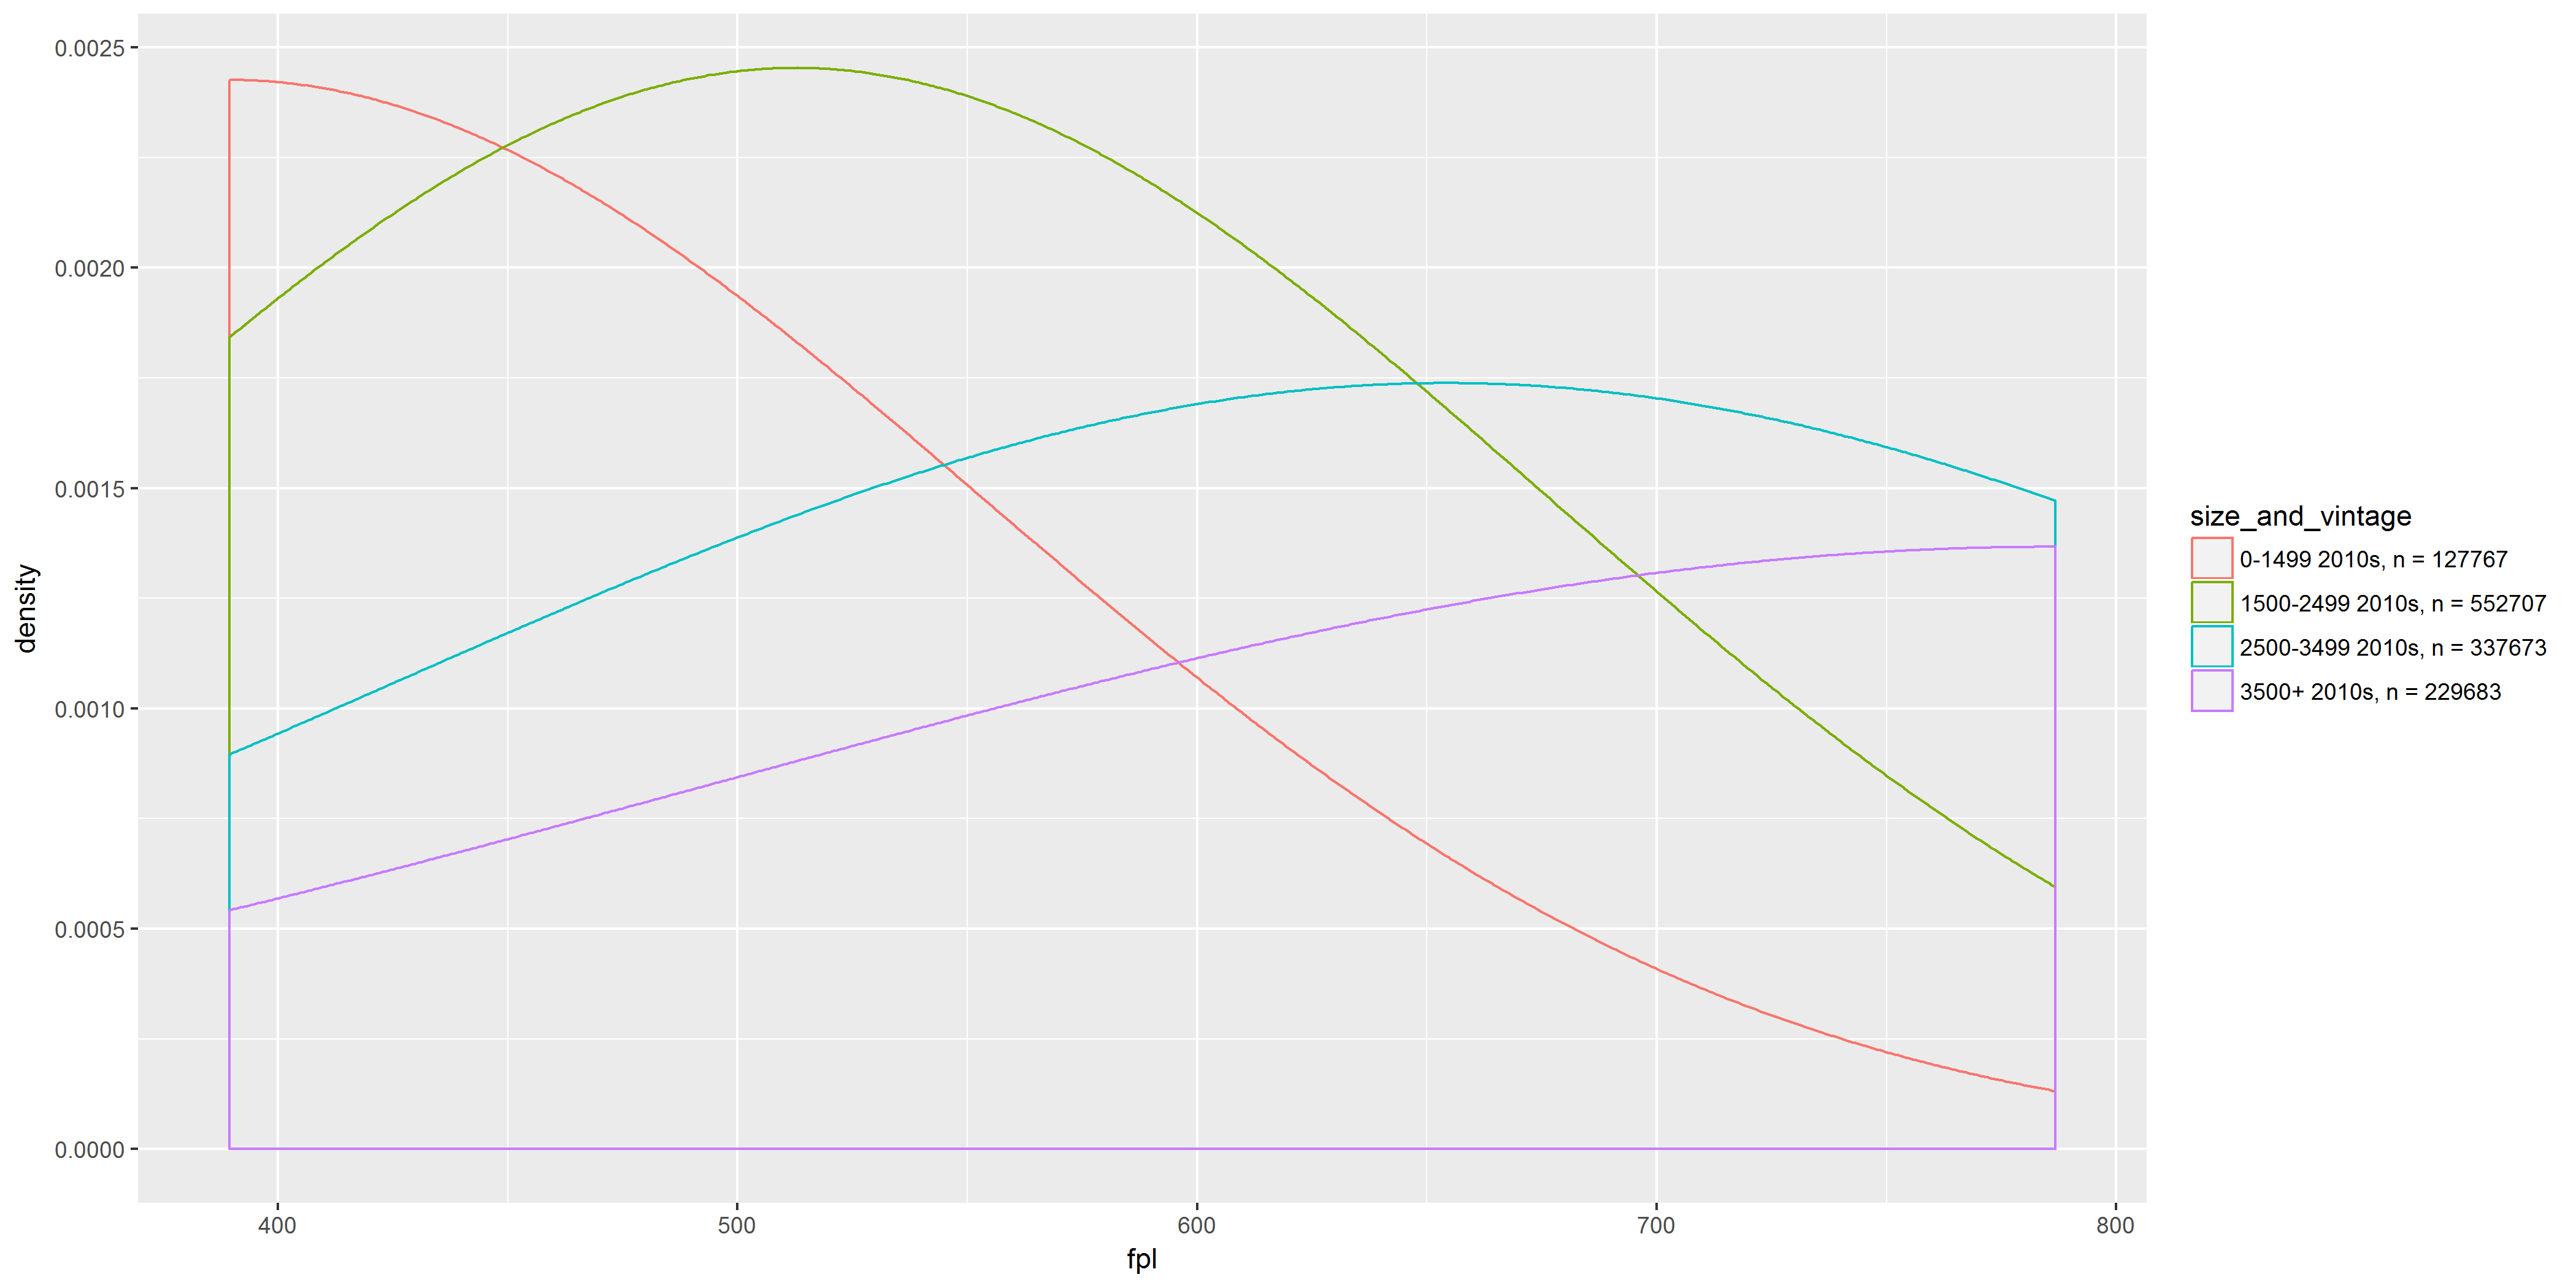 0.0025
0.0020
0.0015
0.0010
0.0005
0.0000
density
400 500 600 700 800
fpl
size_and_vintage
0-1499 2010s, n = 127767
1500-2499 2010s, n = 552707
2500-3499 2010s, n = 337673
3500+ 2010s, n = 229683